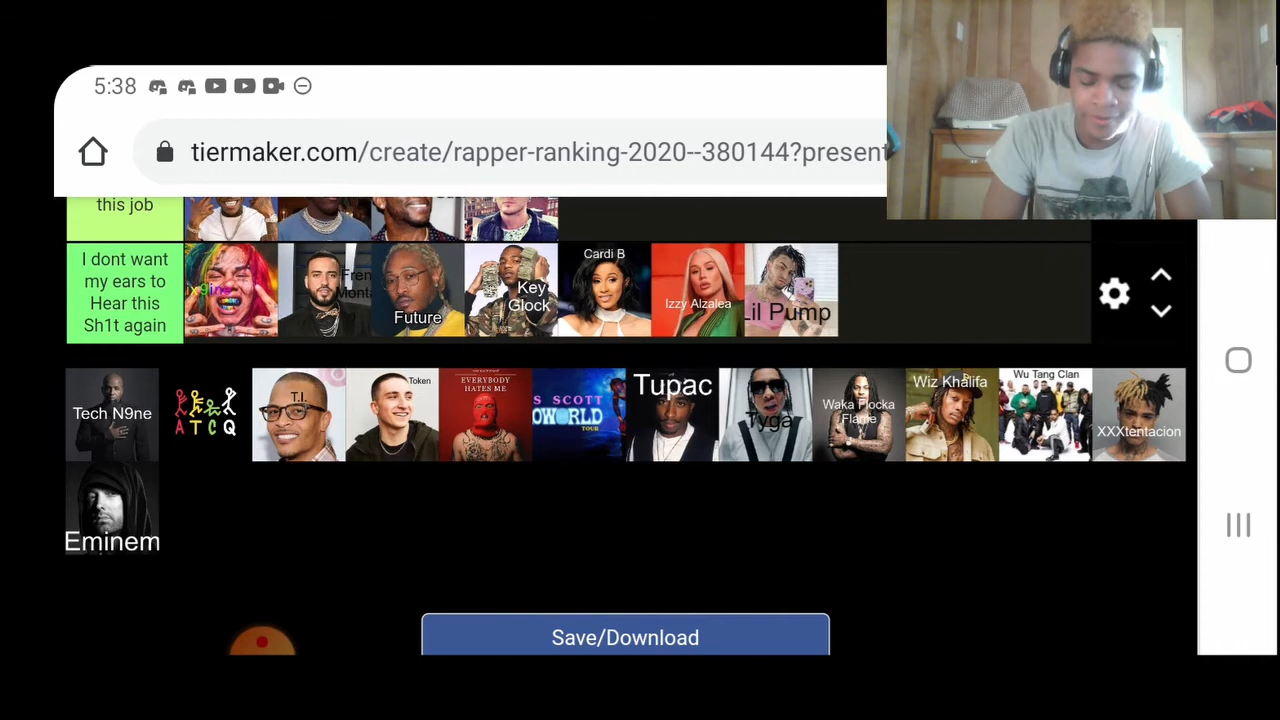 5:38
tiermaker.com/create/rapper-ranking-2020--380144?present
this job
I dont want
my ears to
Hear this
Sh1t again
ix9ine
Future
Key
Glock
Cardi B
Izzy Alzalea
Lil Pump
Tech N9ne
A T C Q
T.I.
Token
EVERYBODY
HATES ME
S SCOTT
OWORLD
TOUR
Tupac
Tyga
Waka Flocka
Flame
Wiz Khalifa
Wu Tang Clan
XXXtentacion
Eminem
Save/Download